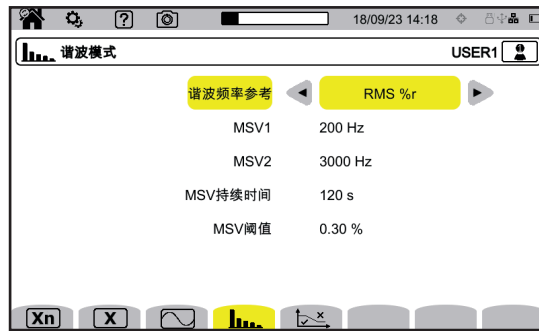 18/09/23 14:18
谐波模式 USER1
谐波频率参考 RMS %r
MSV1 200 Hz
MSV2 3000 Hz
MSV持续时间 120 s
MSV阈值 0.30 %
Xn X